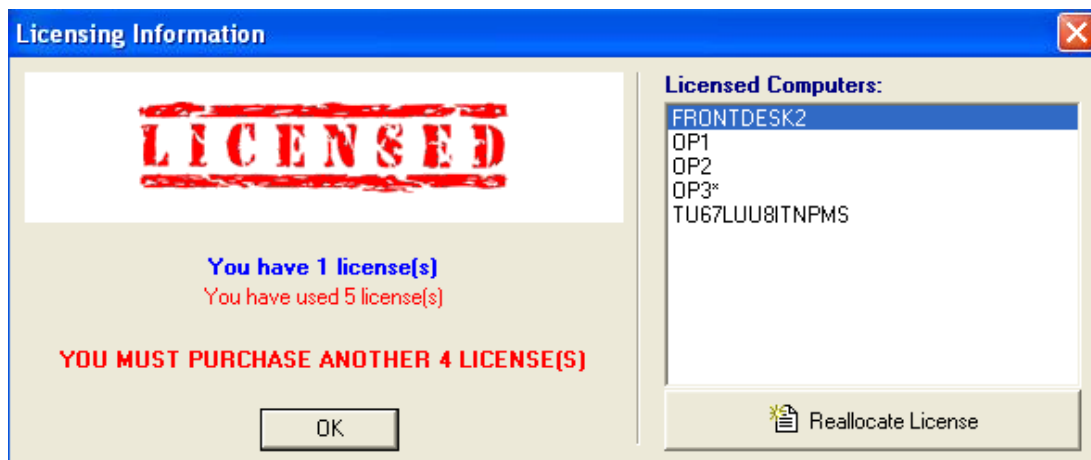 Licensing Information
LICENSED
You have 1 license(s)
You have used 5 license(s)
YOU MUST PURCHASE ANOTHER 4 LICENSE(S)
OK
Licensed Computers:
FRONTDESK2
OP1
OP2
OP3*
TU67LUU8ITNPMS
Reallocate License